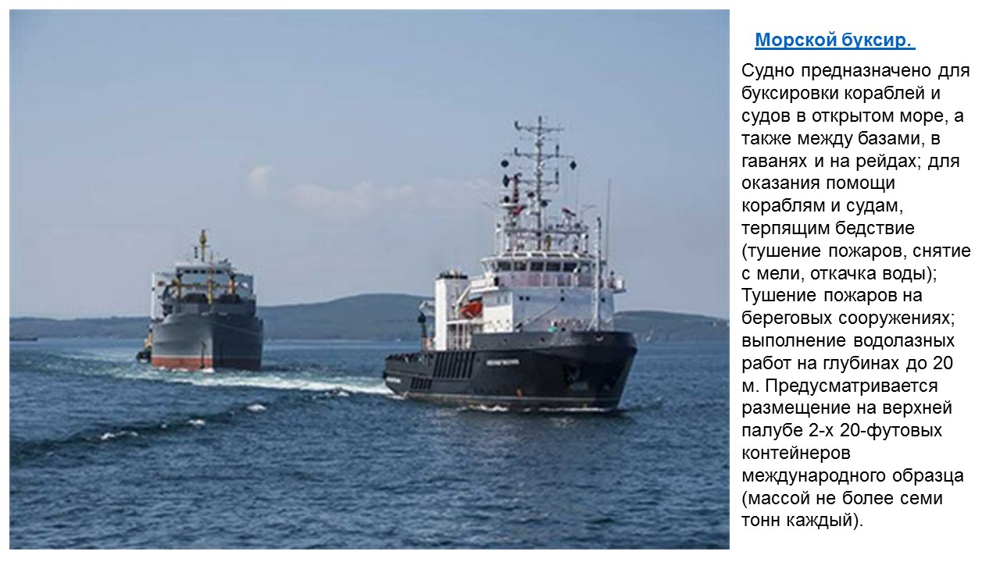 Морской буксир.
Судно предназначено для
буксировки кораблей и
судов в открытом море, а
также между базами, в
гаванях и на рейдах; для
оказания помощи
кораблям и судам,
терпящим бедствие
(тушение пожаров, снятие
с мели, откачка воды);
Тушение пожаров на
береговых сооружениях;
выполнение водолазных
работ на глубинах до 20
м. Предусматривается
размещение на верхней
палубе 2-х 20-футовых
контейнеров
международного образца
(массой не более семи
тонн каждый).